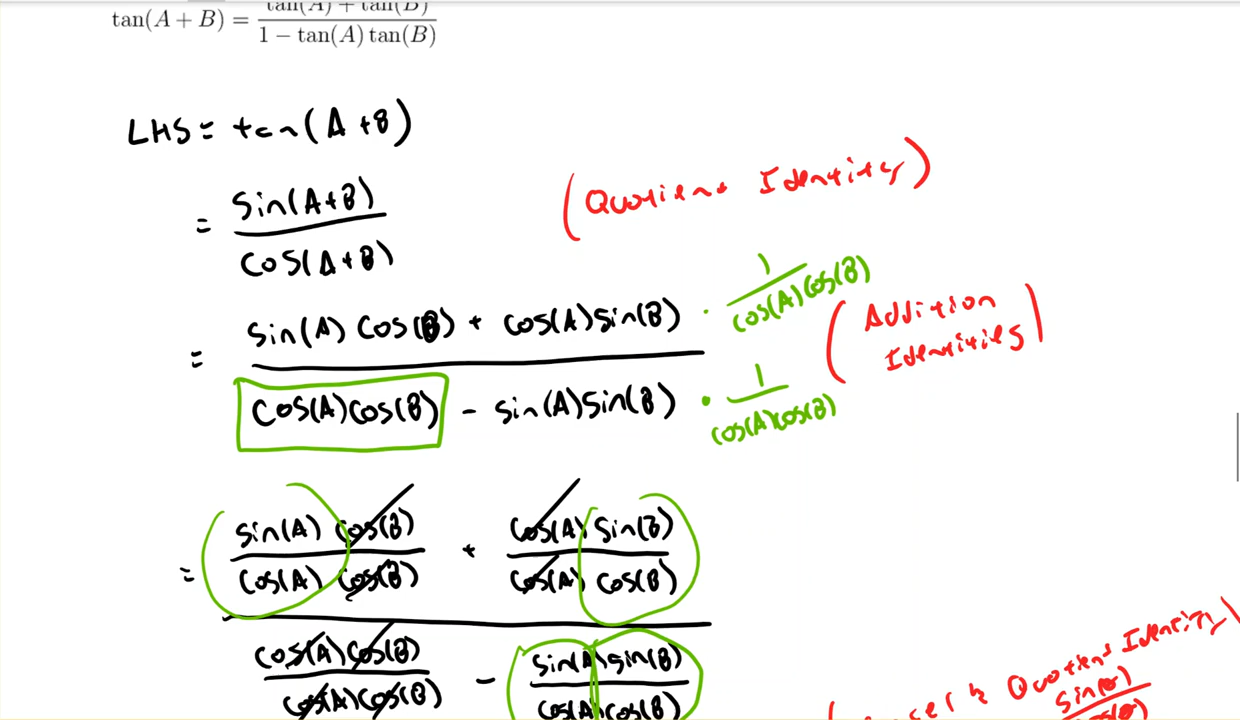 tan(A + B) = (tan(A) + tan(B)) / (1 − tan(A) tan(B))
LHS = tan(A+B)
= sin(A+B) / cos(A+B) (Quotient Identity)
= (sin(A) cos(B) + cos(A)sin(B)) / (cos(A)cos(B) - sin(A)sin(B)) · 1 / (cos(A)cos(B)) · 1 / (cos(A)cos(B)) (Addition
Identities)
= (sin(A) cos(B) / cos(A) cos(B) + cos(A) sin(B) / cos(A) cos(B)) / (cos(A)cos(B) / cos(A)cos(B) - sin(A)sin(B) / cos(A)cos(B))
Quotient Identity)
sin(θ) / cos(θ)